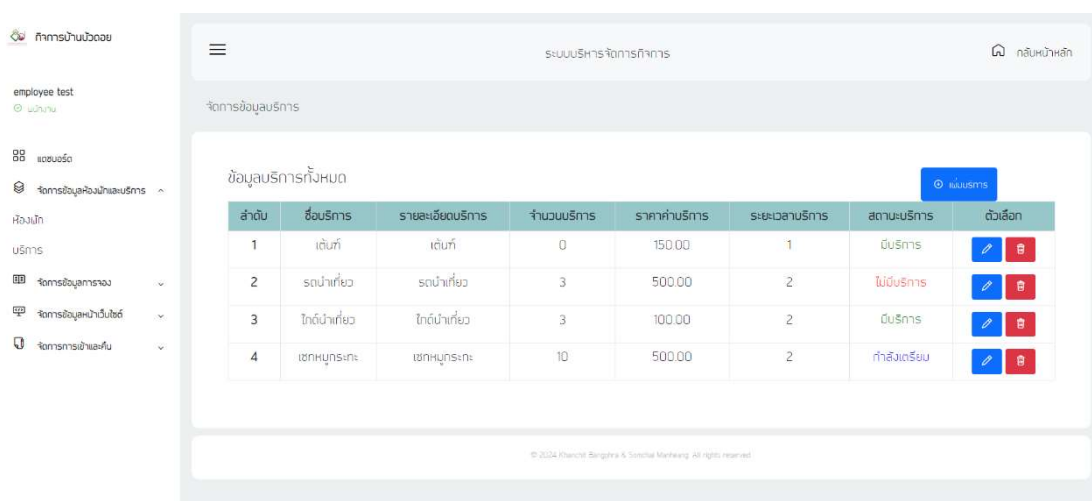 กิจการบ้านบัวดอย
employee test
พนักงาน
แดชบอร์ด
จัดการข้อมูลห้องพักและบริการ
ห้องพัก
บริการ
จัดการข้อมูลการจอง
จัดการข้อมูลหน้าเว็บไซต์
จัดการการเช่าและคืน
ระบบบริหารจัดการกิจการ
กลับหน้าหลัก
จัดการข้อมูลบริการ
ข้อมูลบริการทั้งหมด
เพิ่มบริการ
ลำดับ ชื่อบริการ รายละเอียดบริการ จำนวนบริการ ราคาค่าบริการ ระยะเวลาบริการ สถานะบริการ ตัวเลือก
1 เต้นท์ เต้นท์ 0 150.00 1 มีบริการ
2 รถนำเที่ยว รถนำเที่ยว 3 500.00 2 ไม่มีบริการ
3 ไกด์นำเที่ยว ไกด์นำเที่ยว 3 100.00 2 มีบริการ
4 เซทหมูกระทะ เซทหมูกระทะ 10 500.00 2 กำลังเตรียม
© 2024 & All rights reserved.